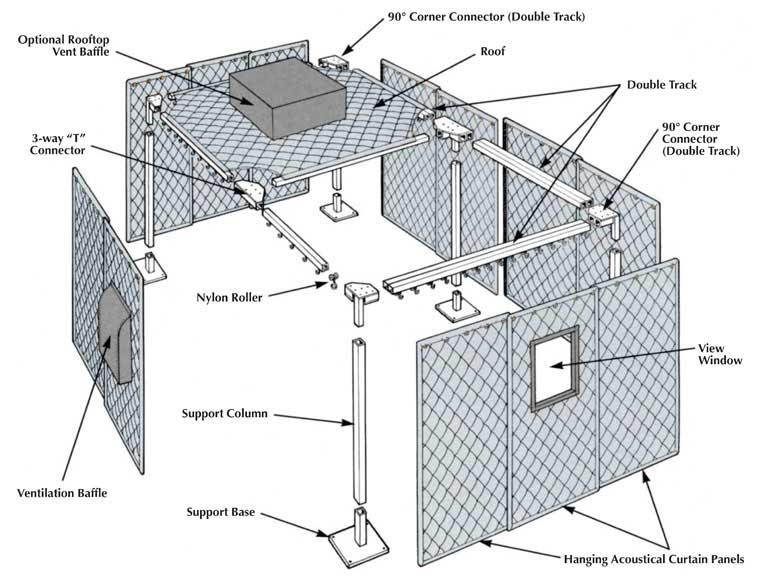 90° Corner Connector (Double Track)
Optional Rooftop
Vent Baffle
Roof
Double Track
3-way “T”
Connector
90° Corner
Connector
(Double Track)
Nylon Roller
View
Window
Support Column
Ventilation Baffle
Support Base
Hanging Acoustical Curtain Panels